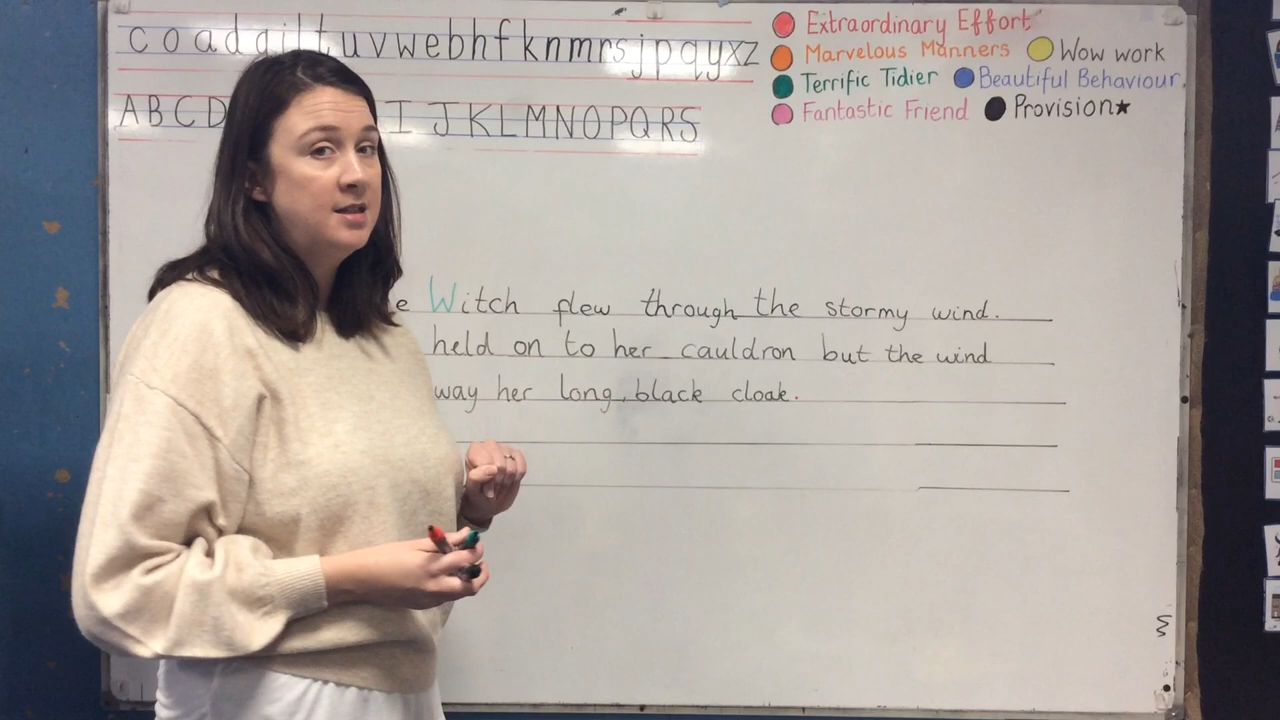 c o a d g i l t u v w e b h f k n m r s j p q y x z
A B C D I J K L M N O P Q R S
Extraordinary Effort
Marvelous Manners Wow work
Terrific Tidier Beautiful Behaviour
Fantastic Friend Provision★
e Witch flew through the stormy wind.
held on to her cauldron but the wind
way her long, black cloak.